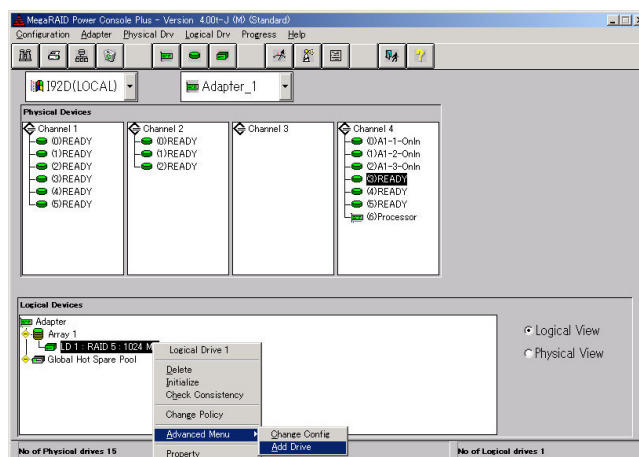 MegaRAID Power Console Plus - Version 4.00t-J (M) (Standard)
Configuration Adapter Physical Drv Logical Drv Progress Help
I92D(LOCAL) Adapter_1
Physical Devices
Channel 1
(0)READY
(1)READY
(2)READY
(3)READY
(4)READY
(5)READY
Channel 2
(0)READY
(1)READY
(2)READY
Channel 3
Channel 4
(0)A1-1-OnIn
(1)A1-2-OnIn
(2)A1-3-OnIn
(3)READY
(4)READY
(5)READY
(6)Processor
Logical Devices
Adapter
Array 1
LD 1 : RAID 5 : 1024 M
Global Hot Spare Pool
Logical Drive 1
Delete
Initialize
Check Consistency
Change Policy
Advanced Menu
Property
Change Config
Add Drive
Logical View
Physical View
No of Physical drives 15
No of Logical drives 1